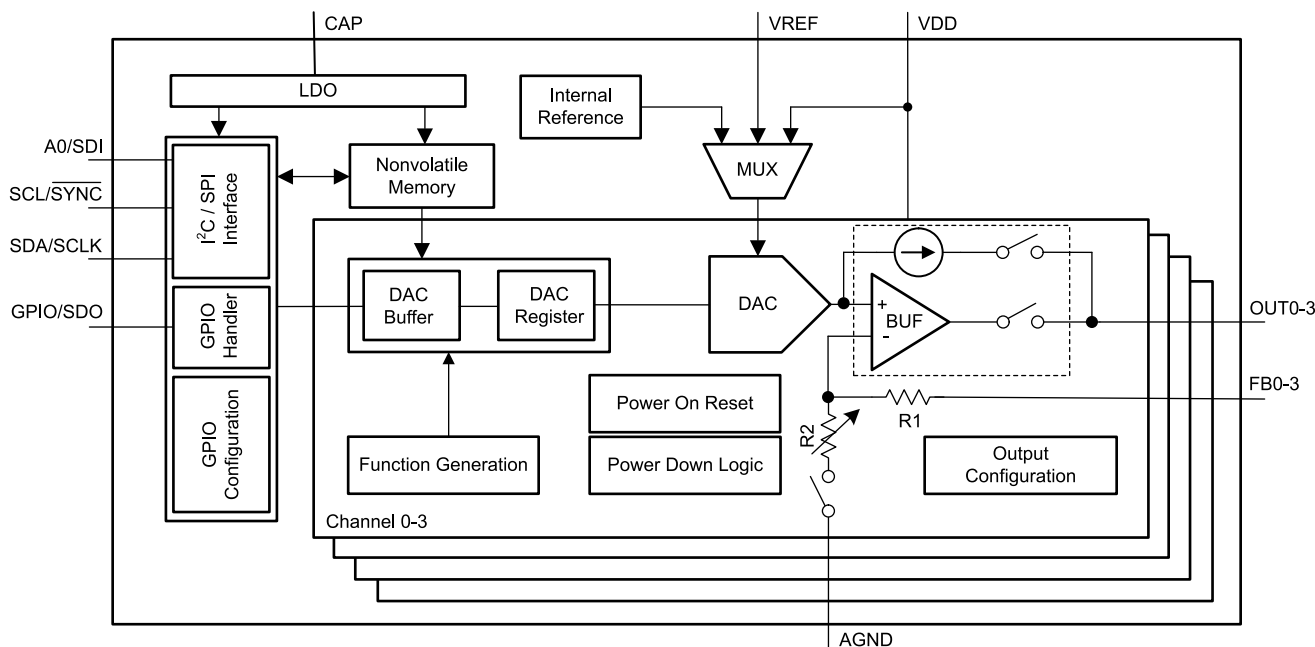 CAP
VREF
VDD
LDO
Internal
Reference
A0/SDI
SCL/SYNC
SDA/SCLK
GPIO/SDO
I²C / SPI
Interface
GPIO
Handler
GPIO
Configuration
Nonvolatile
Memory
MUX
DAC
Buffer
DAC
Register
DAC
+
BUF
-
OUT0-3
FB0-3
R1
R2
Function Generation
Power On Reset
Power Down Logic
Output
Configuration
Channel 0-3
AGND